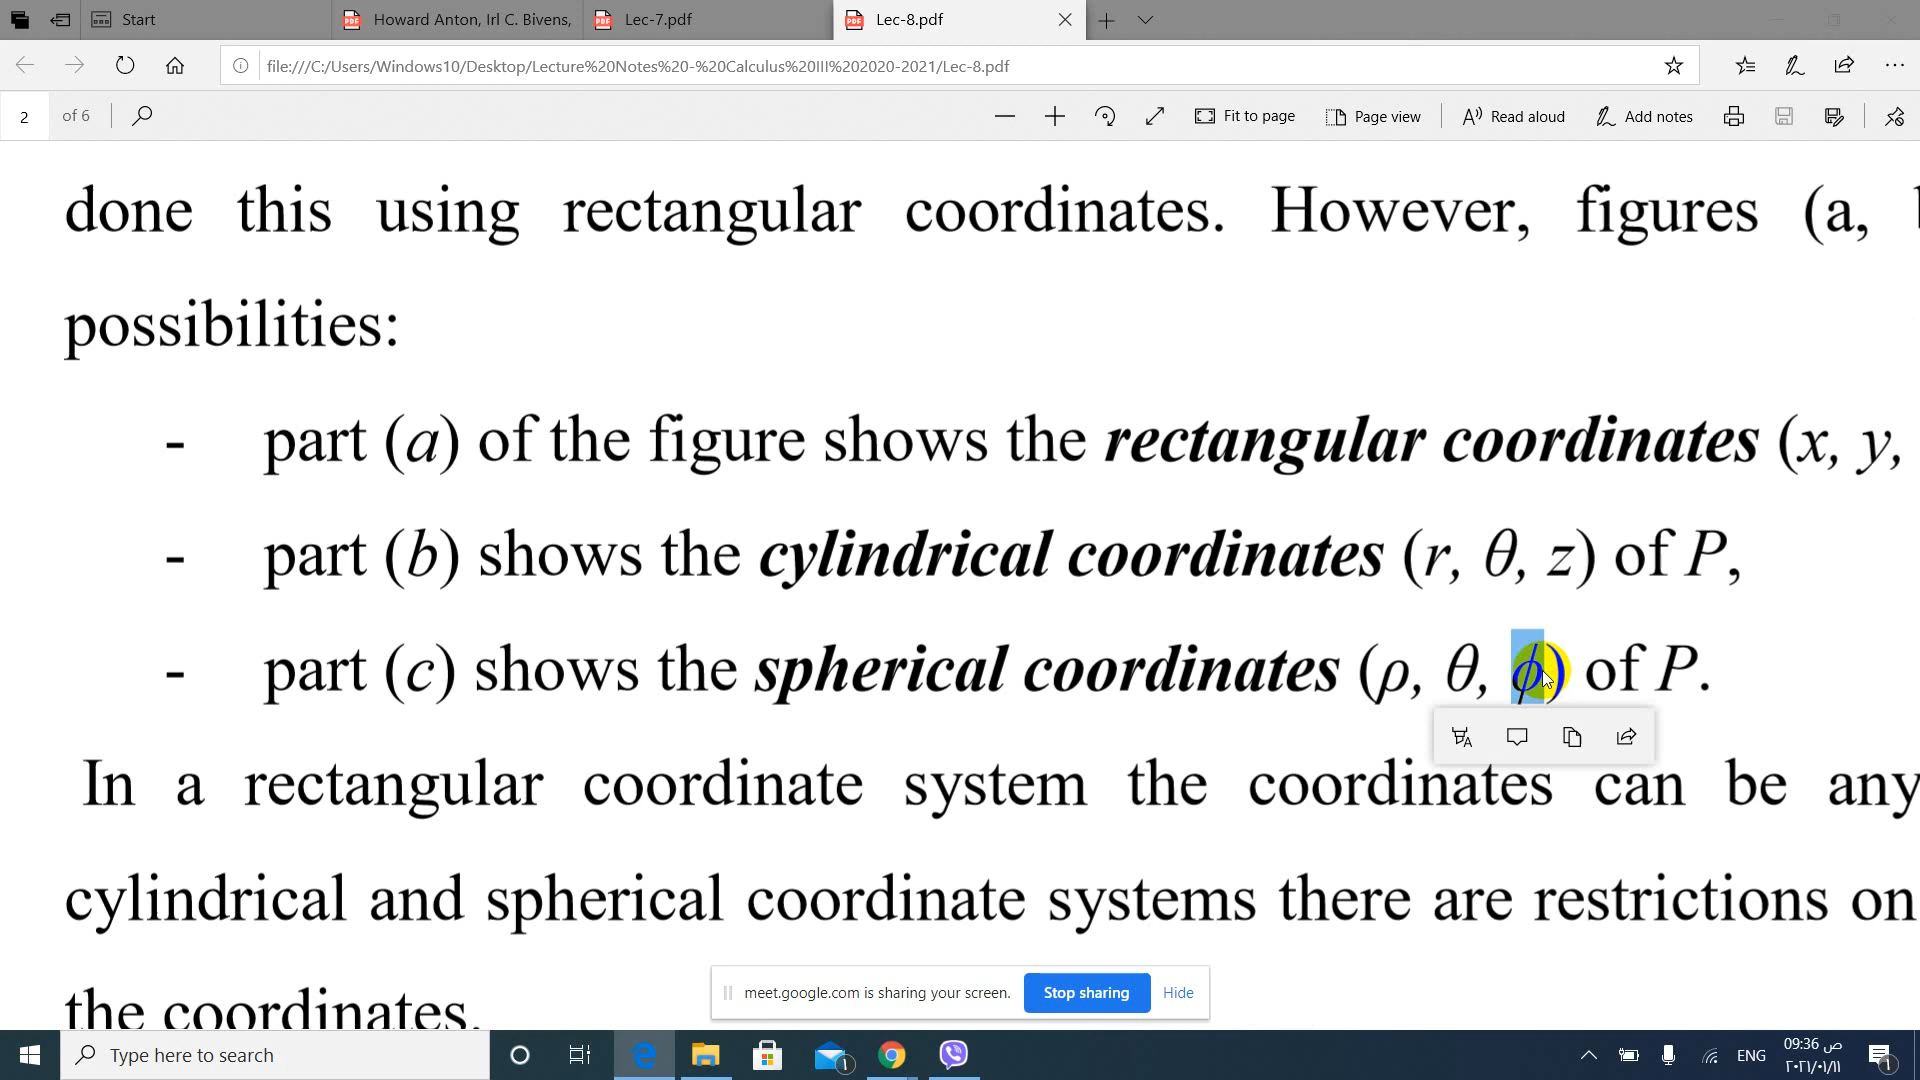 Start
Howard Anton, Irl C. Bivens,
Lec-7.pdf
Lec-8.pdf
file:///C:/Users/Windows10/Desktop/Lecture%20Notes%20-%20Calculus%20III%202020-2021/Lec-8.pdf
2 of 6
Fit to page
Page view
Read aloud
Add notes
done this using rectangular coordinates. However, figures (a,
possibilities:
- part (a) of the figure shows the rectangular coordinates (x, y,
- part (b) shows the cylindrical coordinates (r, θ, z) of P,
- part (c) shows the spherical coordinates (ρ, θ, ϕ) of P.
In a rectangular coordinate system the coordinates can be any
cylindrical and spherical coordinate systems there are restrictions on
the coordinates.
meet.google.com is sharing your screen. Stop sharing Hide
Type here to search
1
ENG
09:36 ص
٢٠٢١/٠١/١١
1